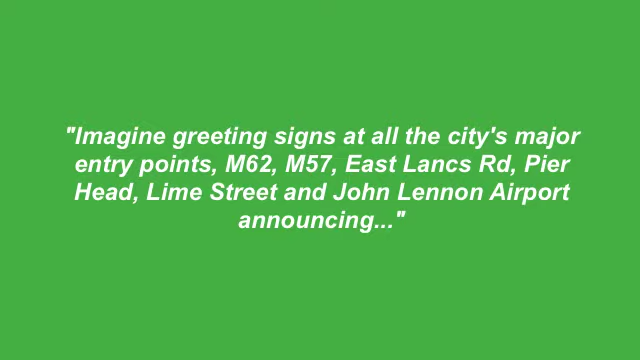 "Imagine greeting signs at all the city's major
entry points, M62, M57, East Lancs Rd, Pier
Head, Lime Street and John Lennon Airport
announcing..."